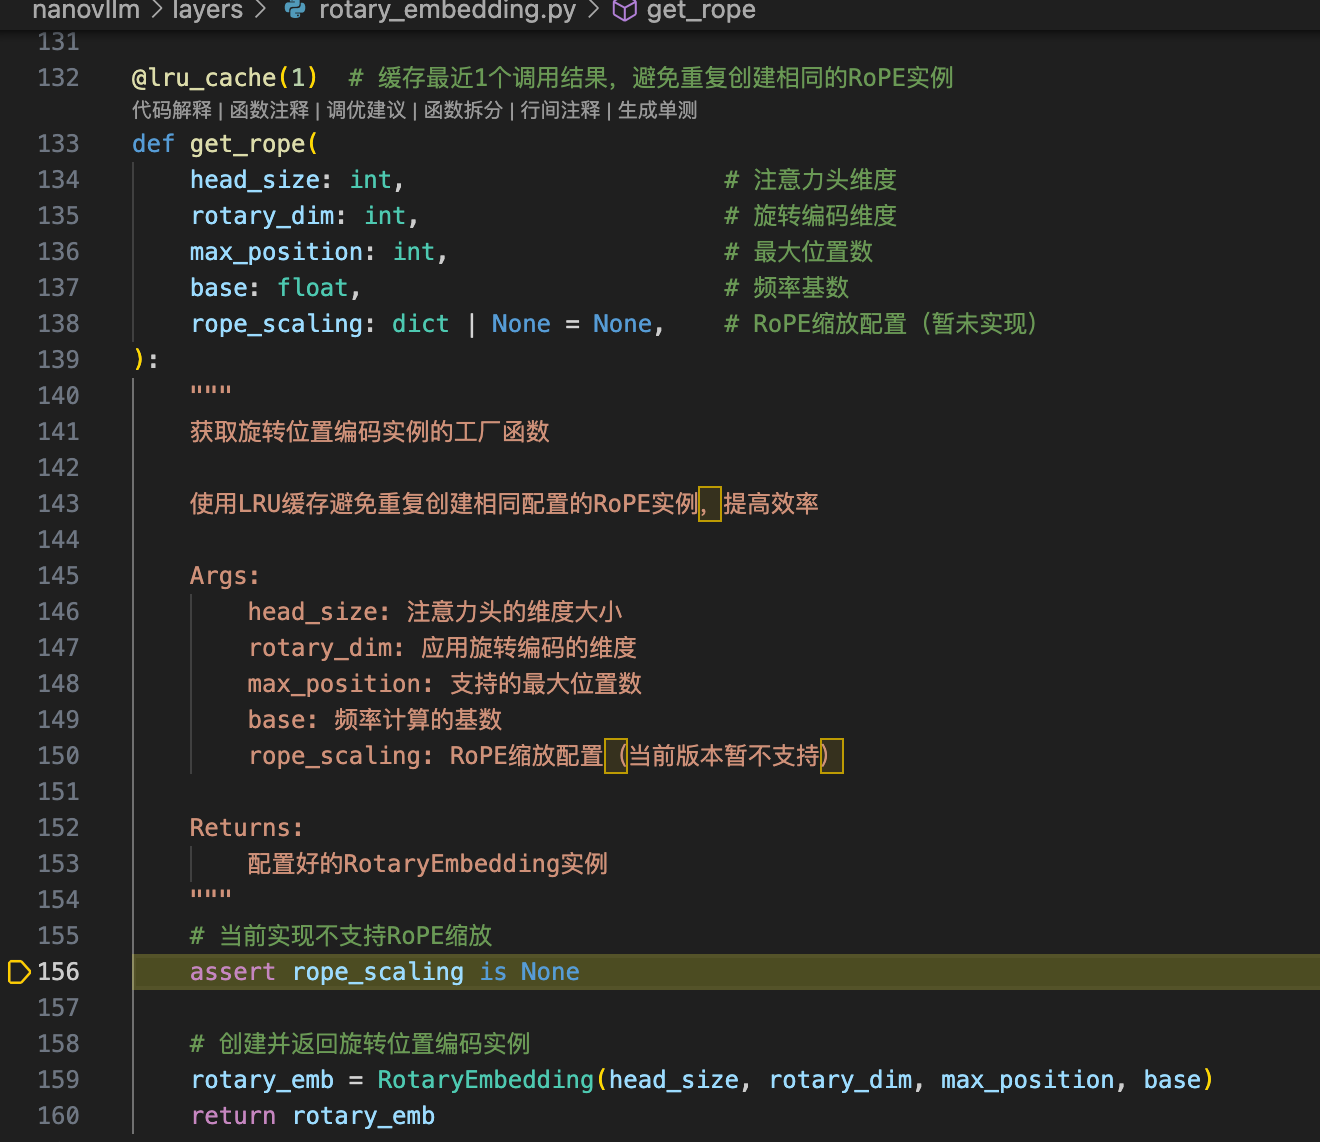 nanovllm > layers > rotary_embedding.py > get_rope
131
132 @lru_cache(1)  # 缓存最近1个调用结果，避免重复创建相同的RoPE实例
代码解释 | 函数注释 | 调优建议 | 函数拆分 | 行间注释 | 生成单测
133 def get_rope(
134     head_size: int,                       # 注意力头维度
135     rotary_dim: int,                      # 旋转编码维度
136     max_position: int,                    # 最大位置数
137     base: float,                          # 频率基数
138     rope_scaling: dict | None = None,     # RoPE缩放配置（暂未实现）
139 ):
140     """
141     获取旋转位置编码实例的工厂函数
142
143     使用LRU缓存避免重复创建相同配置的RoPE实例，提高效率
144
145     Args:
146         head_size: 注意力头的维度大小
147         rotary_dim: 应用旋转编码的维度
148         max_position: 支持的最大位置数
149         base: 频率计算的基数
150         rope_scaling: RoPE缩放配置（当前版本暂不支持）
151
152     Returns:
153         配置好的RotaryEmbedding实例
154     """
155     # 当前实现不支持RoPE缩放
156     assert rope_scaling is None
157
158     # 创建并返回旋转位置编码实例
159     rotary_emb = RotaryEmbedding(head_size, rotary_dim, max_position, base)
160     return rotary_emb